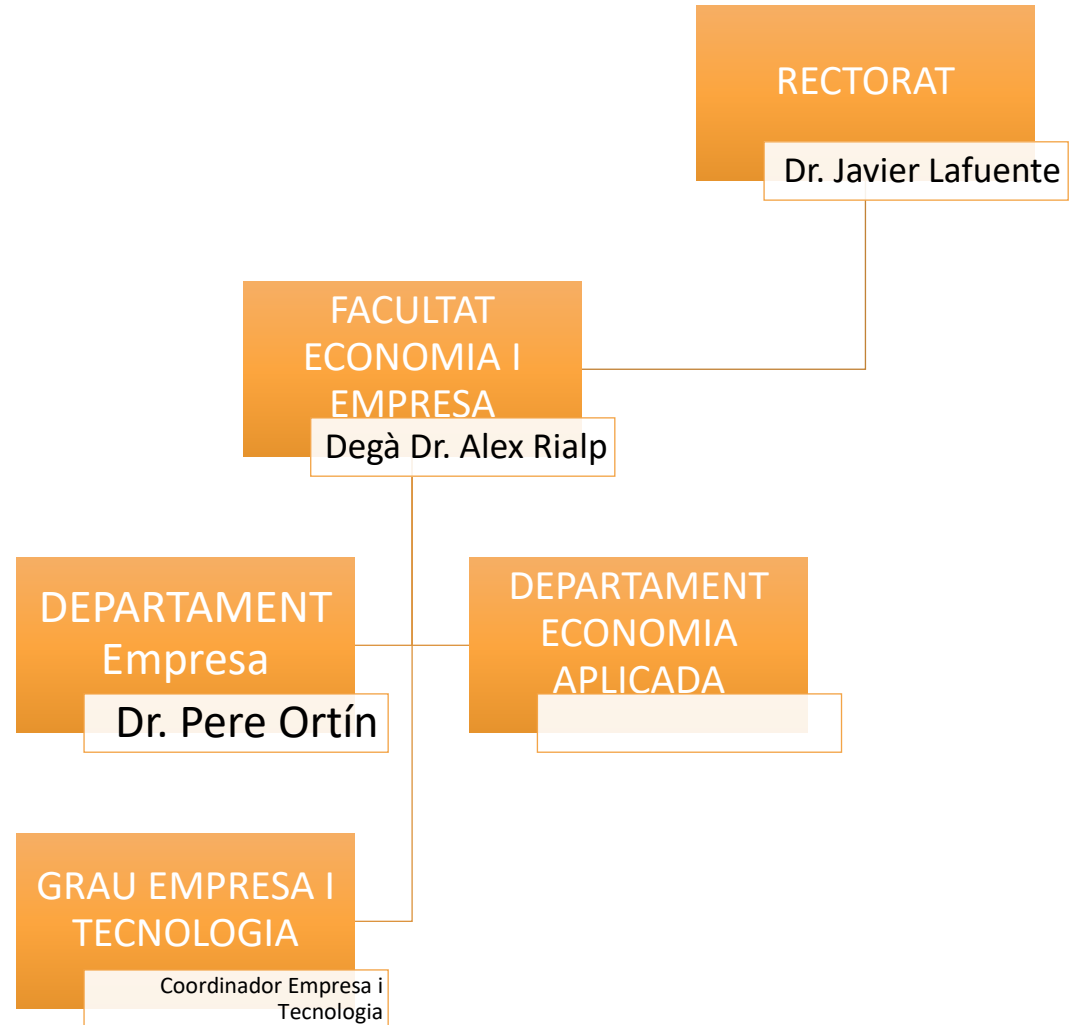 RECTORAT
Dr. Javier Lafuente
FACULTAT
ECONOMIA I
EMPRESA
Degà Dr. Alex Rialp
DEPARTAMENT
Empresa
Dr. Pere Ortín
DEPARTAMENT
ECONOMIA
APLICADA
GRAU EMPRESA I
TECNOLOGIA
Coordinador Empresa i
Tecnologia